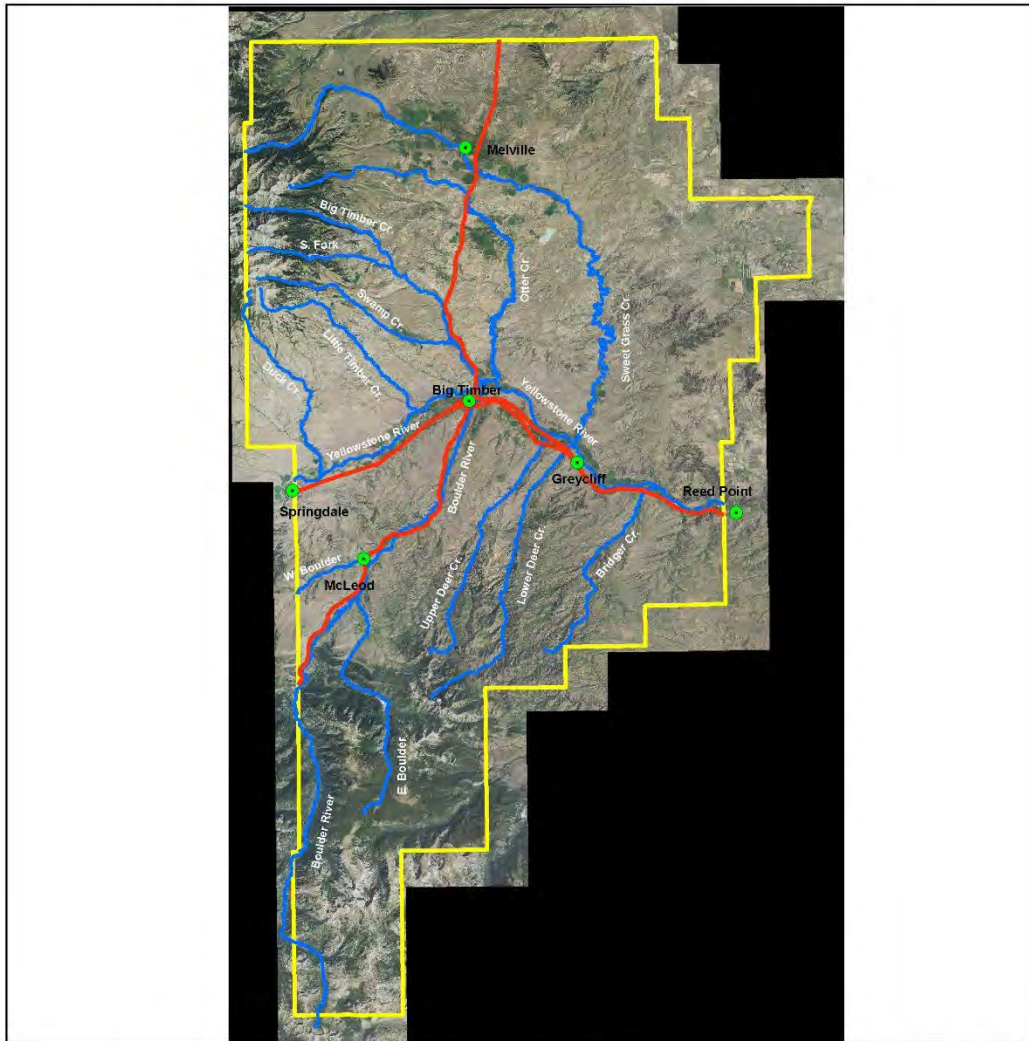 Melville
Big Timber Cr.
S. Fork
Swamp Cr.
Otter Cr.
Little Timber Cr.
Sweet Grass Cr.
Duck Cr.
Big Timber
Yellowstone River
Yellowstone River
Boulder River
Greycliff
Reed Point
Springdale
W. Boulder
McLeod
Upper Deer Cr.
Lower Deer Cr.
Bridger Cr.
E. Boulder
Boulder River